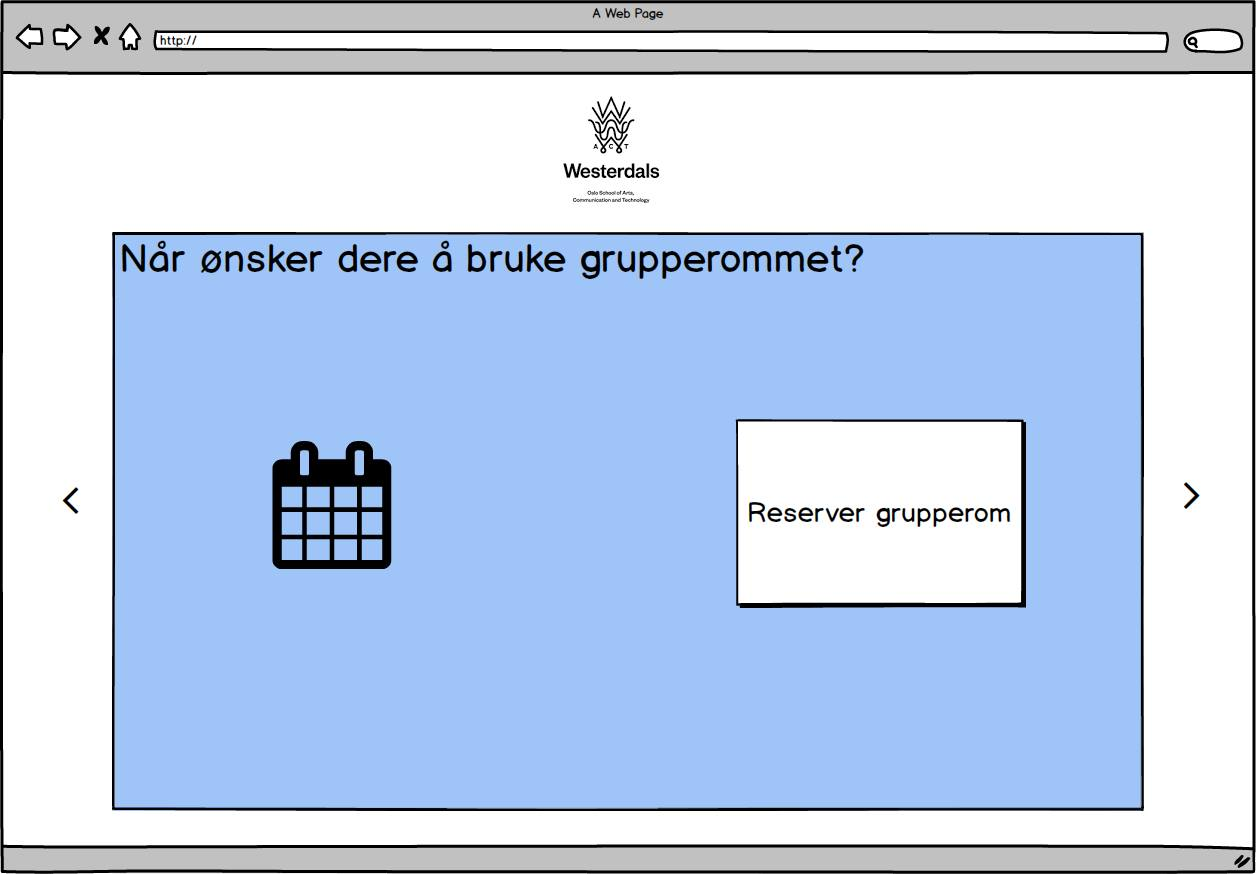 A Web Page
http://
A C T
Westerdals
Oslo School of Arts,
Communication and Technology
Når ønsker dere å bruke grupperommet?
Reserver grupperom